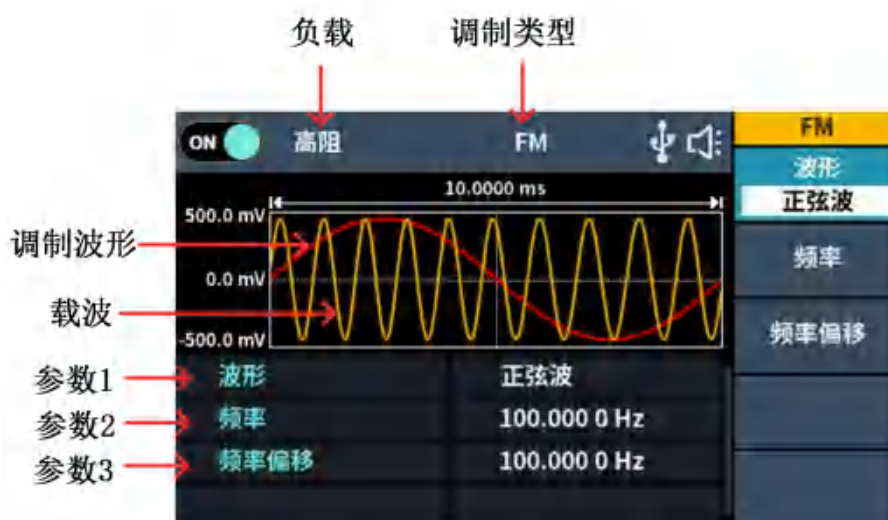 负载
调制类型
ON
高阻
FM
FM
波形
正弦波
10.0000 ms
500.0 mV
调制波形
频率
0.0 mV
载波
频率偏移
-500.0 mV
参数1
波形
正弦波
参数2
频率
100.000 0 Hz
参数3
频率偏移
100.000 0 Hz